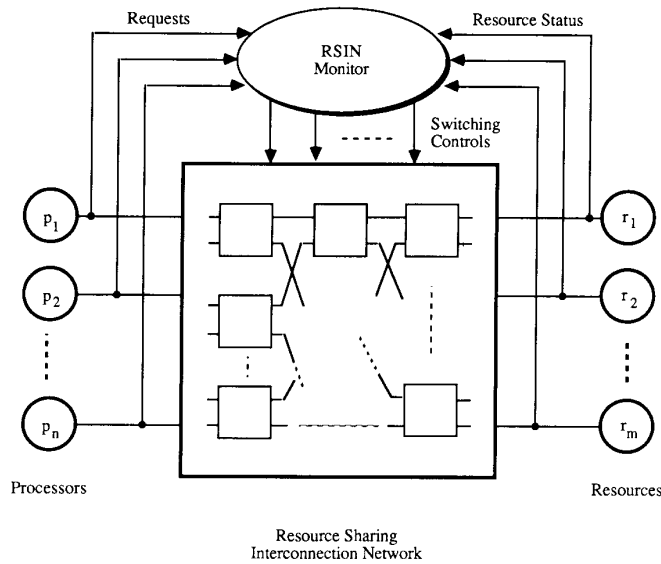 Requests
Resource Status
RSIN
Monitor
Switching
Controls
p1
r1
p2
r2
pn
rm
Processors
Resources
Resource Sharing
Interconnection Network